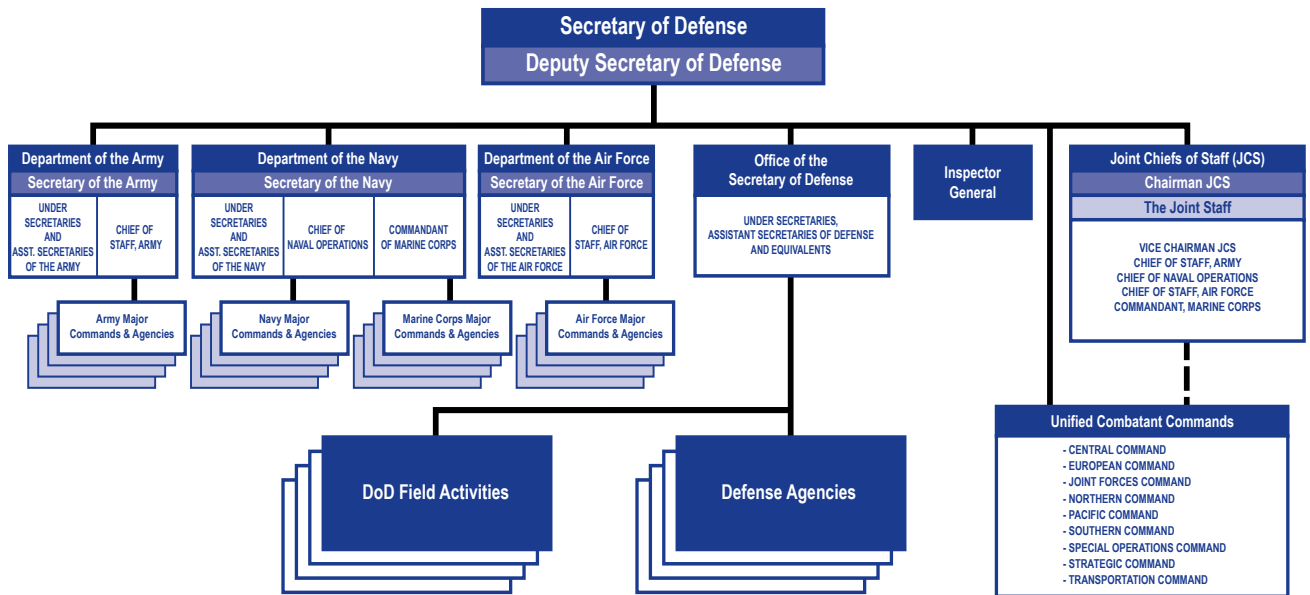 Secretary of Defense
Deputy Secretary of Defense
Department of the Army
Secretary of the Army
UNDER
SECRETARIES
AND
ASST. SECRETARIES
OF THE ARMY
CHIEF OF
STAFF, ARMY
Army Major
Commands & Agencies
Department of the Navy
Secretary of the Navy
UNDER
SECRETARIES
AND
ASST. SECRETARIES
OF THE NAVY
CHIEF OF
NAVAL OPERATIONS
COMMANDANT
OF MARINE CORPS
Navy Major
Commands & Agencies
Marine Corps Major
Commands & Agencies
Department of the Air Force
Secretary of the Air Force
UNDER
SECRETARIES
AND
ASST. SECRETARIES
OF THE AIR FORCE
CHIEF OF
STAFF, AIR FORCE
Air Force Major
Commands & Agencies
Office of the
Secretary of Defense
UNDER SECRETARIES,
ASSISTANT SECRETARIES OF DEFENSE
AND EQUIVALENTS
DoD Field Activities
Defense Agencies
Inspector
General
Joint Chiefs of Staff (JCS)
Chairman JCS
The Joint Staff
VICE CHAIRMAN JCS
CHIEF OF STAFF, ARMY
CHIEF OF NAVAL OPERATIONS
CHIEF OF STAFF, AIR FORCE
COMMANDANT, MARINE CORPS
Unified Combatant Commands
- CENTRAL COMMAND
- EUROPEAN COMMAND
- JOINT FORCES COMMAND
- NORTHERN COMMAND
- PACIFIC COMMAND
- SOUTHERN COMMAND
- SPECIAL OPERATIONS COMMAND
- STRATEGIC COMMAND
- TRANSPORTATION COMMAND